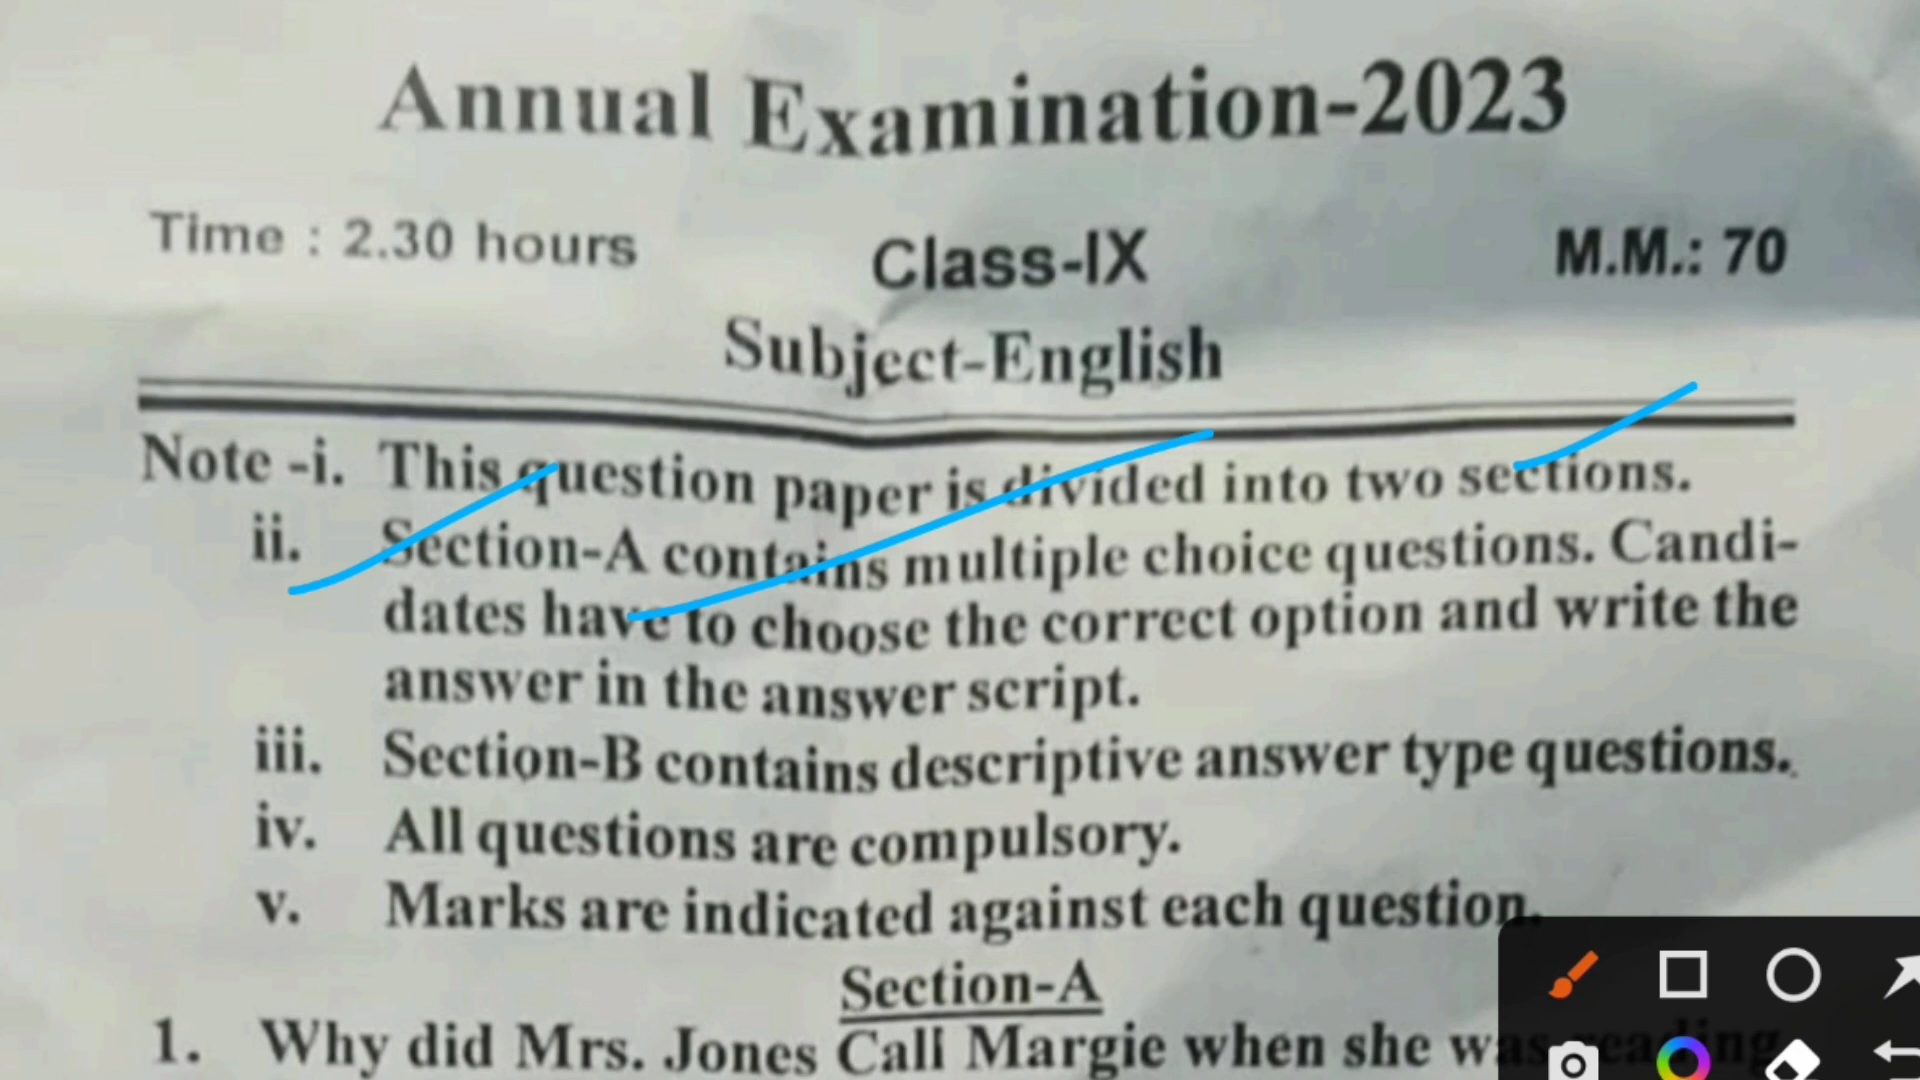 Annual Examination-2023
Time : 2.30 hours
Class-IX
M.M.: 70
Subject-English
Note -i. This question paper is divided into two sections.
ii. Section-A contains multiple choice questions. Candi-
dates have to choose the correct option and write the
answer in the answer script.
iii. Section-B contains descriptive answer type questions.
iv. All questions are compulsory.
v. Marks are indicated against each question.
Section-A
1. Why did Mrs. Jones Call Margie when she was reading